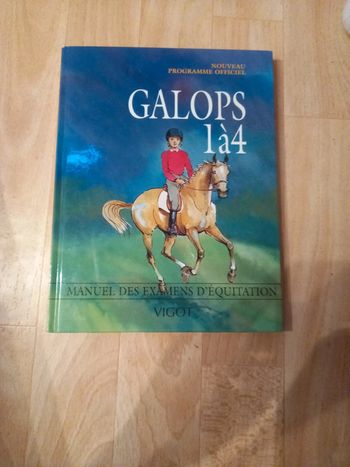 NOUVEAU
PROGRAMME OFFICIEL
GALOPS
1à4
MANUEL DES EXAMENS D'ÉQUITATION
VIGOT